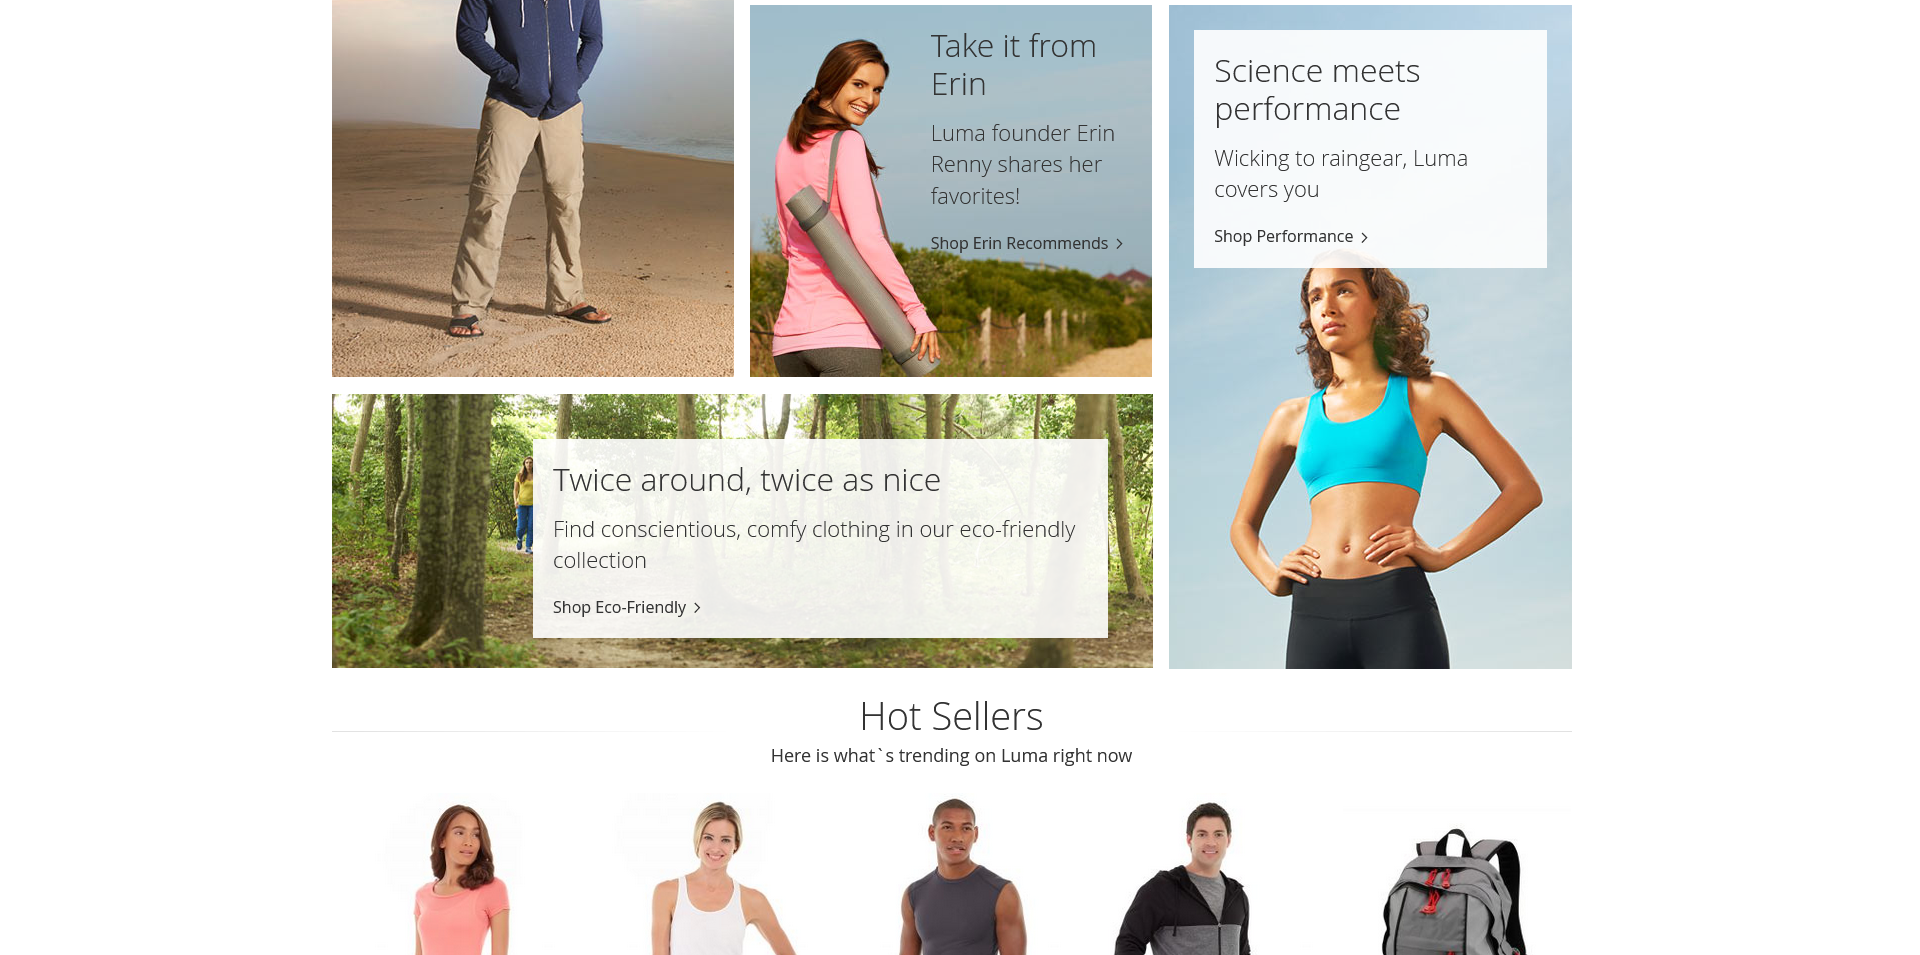 Take it from
Erin
Luma founder Erin
Renny shares her
favorites!
Shop Erin Recommends
Science meets
performance
Wicking to raingear, Luma
covers you
Shop Performance
Twice around, twice as nice
Find conscientious, comfy clothing in our eco-friendly
collection
Shop Eco-Friendly
Hot Sellers
Here is what`s trending on Luma right now